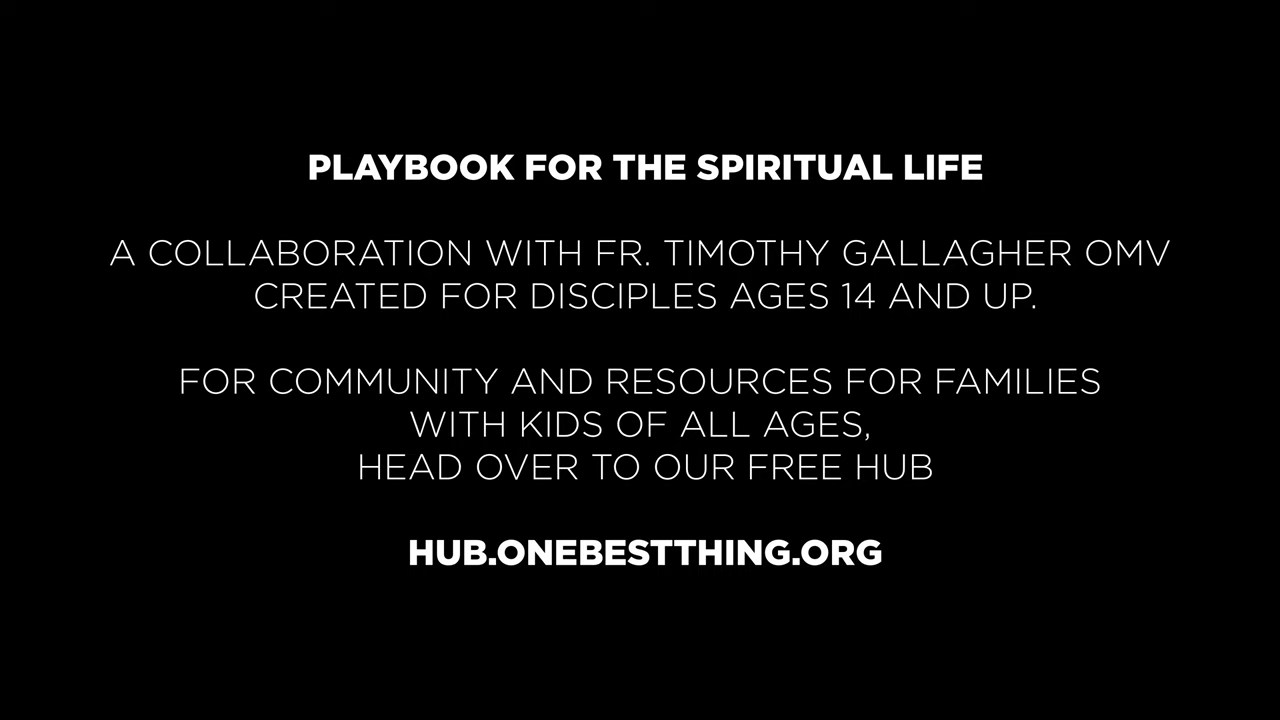 PLAYBOOK FOR THE SPIRITUAL LIFE
A COLLABORATION WITH FR. TIMOTHY GALLAGHER OMV
CREATED FOR DISCIPLES AGES 14 AND UP.
FOR COMMUNITY AND RESOURCES FOR FAMILIES
WITH KIDS OF ALL AGES,
HEAD OVER TO OUR FREE HUB
HUB.ONEBESTTHING.ORG